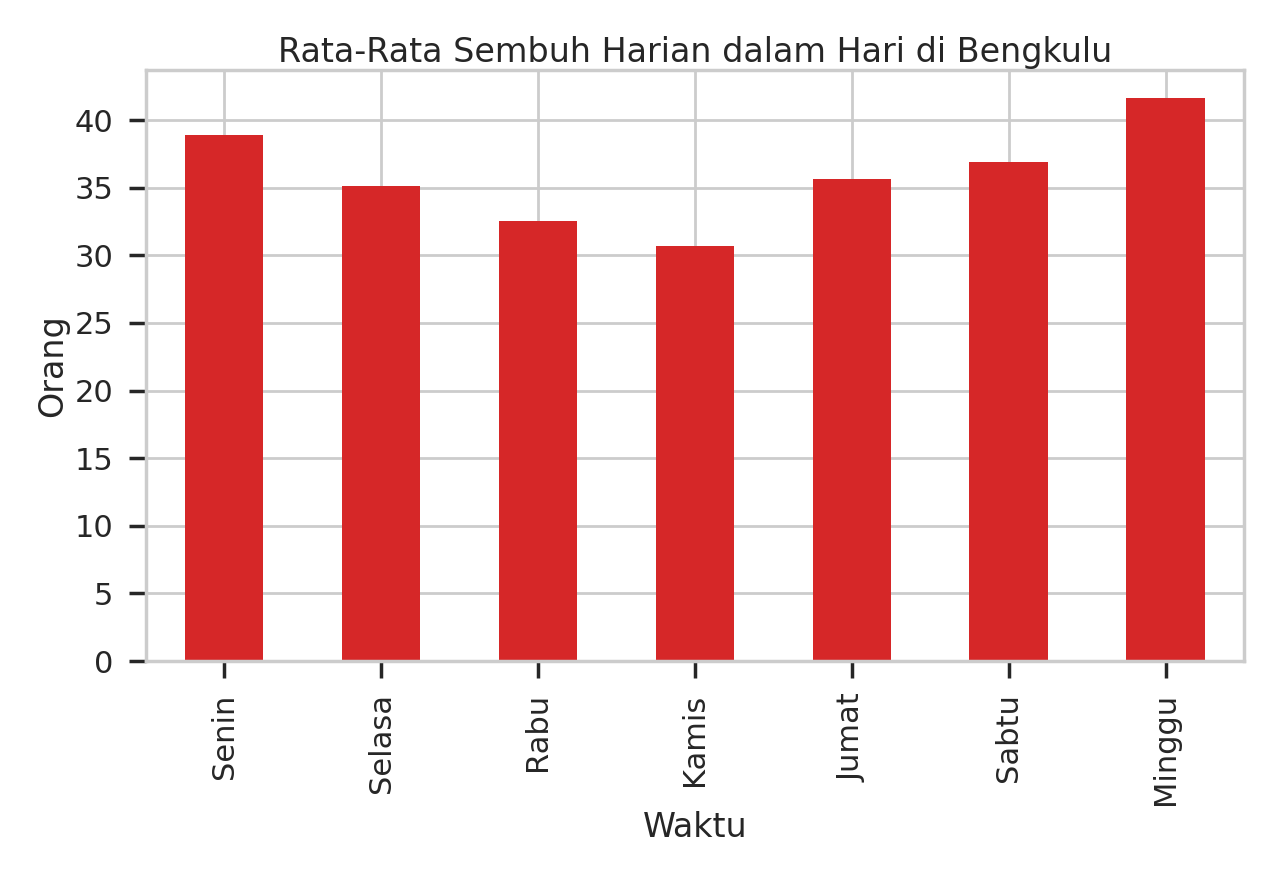 Rata-Rata Sembuh Harian dalam Hari di Bengkulu
Orang
40
35
30
25
20
15
10
5
0
Senin
Selasa
Rabu
Kamis
Jumat
Sabtu
Minggu
Waktu